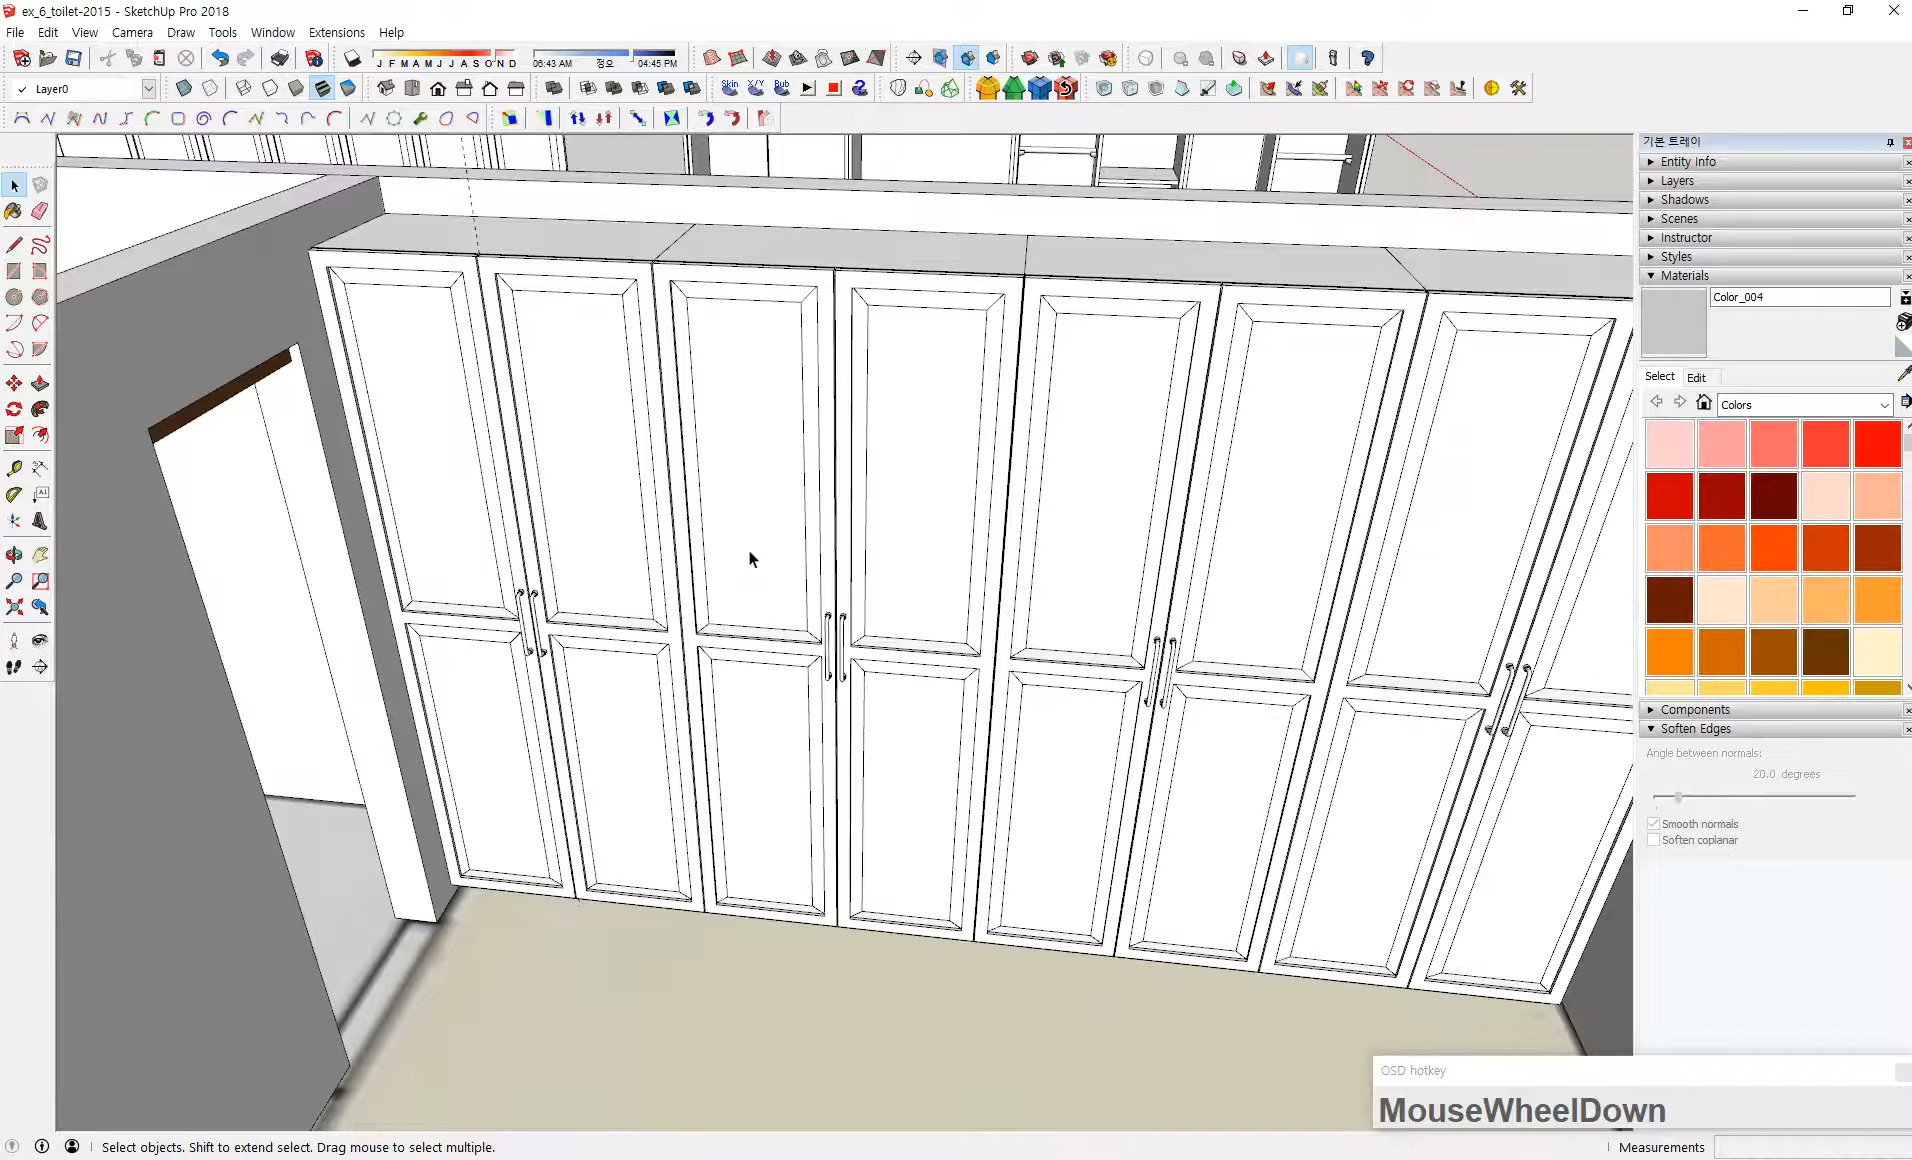 ex_6_toilet-2015 - SketchUp Pro 2018
File Edit View Camera Draw Tools Window Extensions Help
J F M A M J J A S O N D 06:43 AM 정오 04:45 PM
Layer0
Skin X/Y Bub
기본 트레이
Entity Info
Layers
Shadows
Scenes
Instructor
Styles
Materials
Color_004
Select Edit
Colors
Components
Soften Edges
Angle between normals:
20.0 degrees
Smooth normals
Soften coplanar
OSD hotkey
MouseWheelDown
Select objects. Shift to extend select. Drag mouse to select multiple.
Measurements